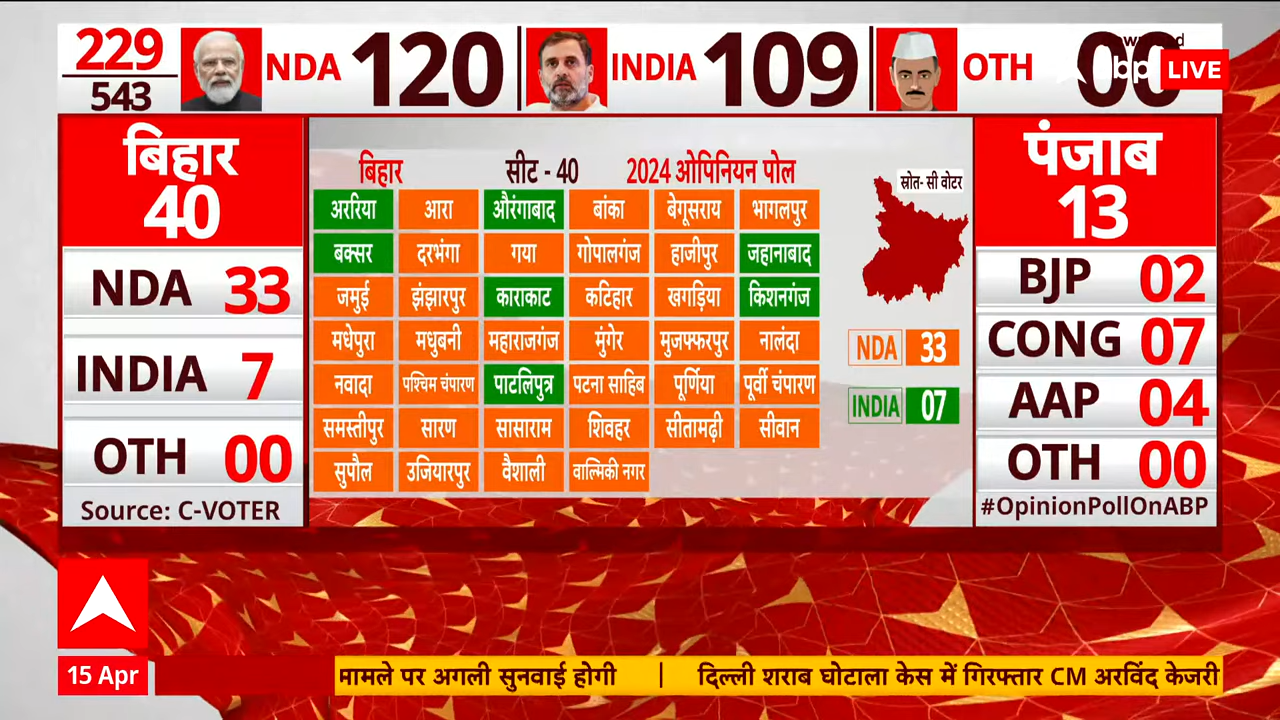 229
543
NDA 120
INDIA 109
OTH 00
abp LIVE
बिहार
40
NDA 33
INDIA 7
OTH 00
Source: C-VOTER
बिहार सीट - 40 2024 ओपिनियन पोल
अररिया आरा औरंगाबाद बांका बेगूसराय भागलपुर
बक्सर दरभंगा गया गोपालगंज हाजीपुर जहानाबाद
जमुई झंझारपुर काराकाट कटिहार खगड़िया किशनगंज
मधेपुरा मधुबनी महाराजगंज मुंगेर मुजफ्फरपुर नालंदा
नवादा पश्चिम चंपारण पाटलिपुत्र पटना साहिब पूर्णिया पूर्वी चंपारण
समस्तीपुर सारण सासाराम शिवहर सीतामढ़ी सीवान
सुपौल उजियारपुर वैशाली वाल्मिकी नगर
स्रोत- सी वोटर
NDA 33
INDIA 07
पंजाब
13
BJP 02
CONG 07
AAP 04
OTH 00
#OpinionPollOnABP
15 Apr
मामले पर अगली सुनवाई होगी | दिल्ली शराब घोटाला केस में गिरफ्तार CM अरविंद केजरी